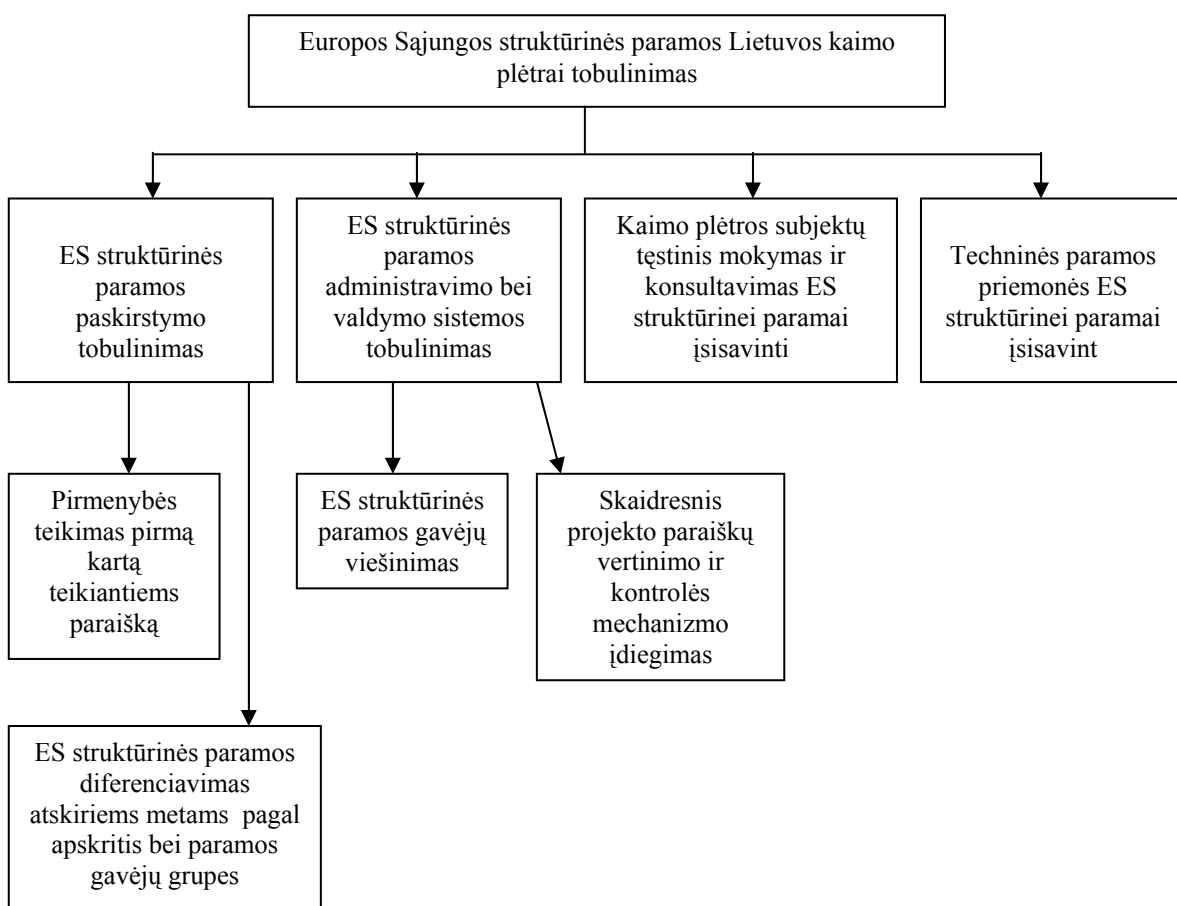 Europos Sąjungos struktūrinės paramos Lietuvos kaimo
plėtrai tobulinimas
ES struktūrinės
paramos
paskirstymo
tobulinimas
ES struktūrinės
paramos
administravimo bei
valdymo sistemos
tobulinimas
Kaimo plėtros subjektų
tęstinis mokymas ir
konsultavimas ES
struktūrinei paramai
įsisavinti
Techninės paramos
priemonės ES
struktūrinei paramai
įsisavint
Pirmenybės
teikimas pirmą
kartą
teikiantiems
paraišką
ES struktūrinės
paramos gavėjų
viešinimas
Skaidresnis
projekto paraiškų
vertinimo ir
kontrolės
mechanizmo
įdiegimas
ES struktūrinės paramos
diferenciavimas
atskiriems metams pagal
apskritis bei paramos
gavėjų grupes